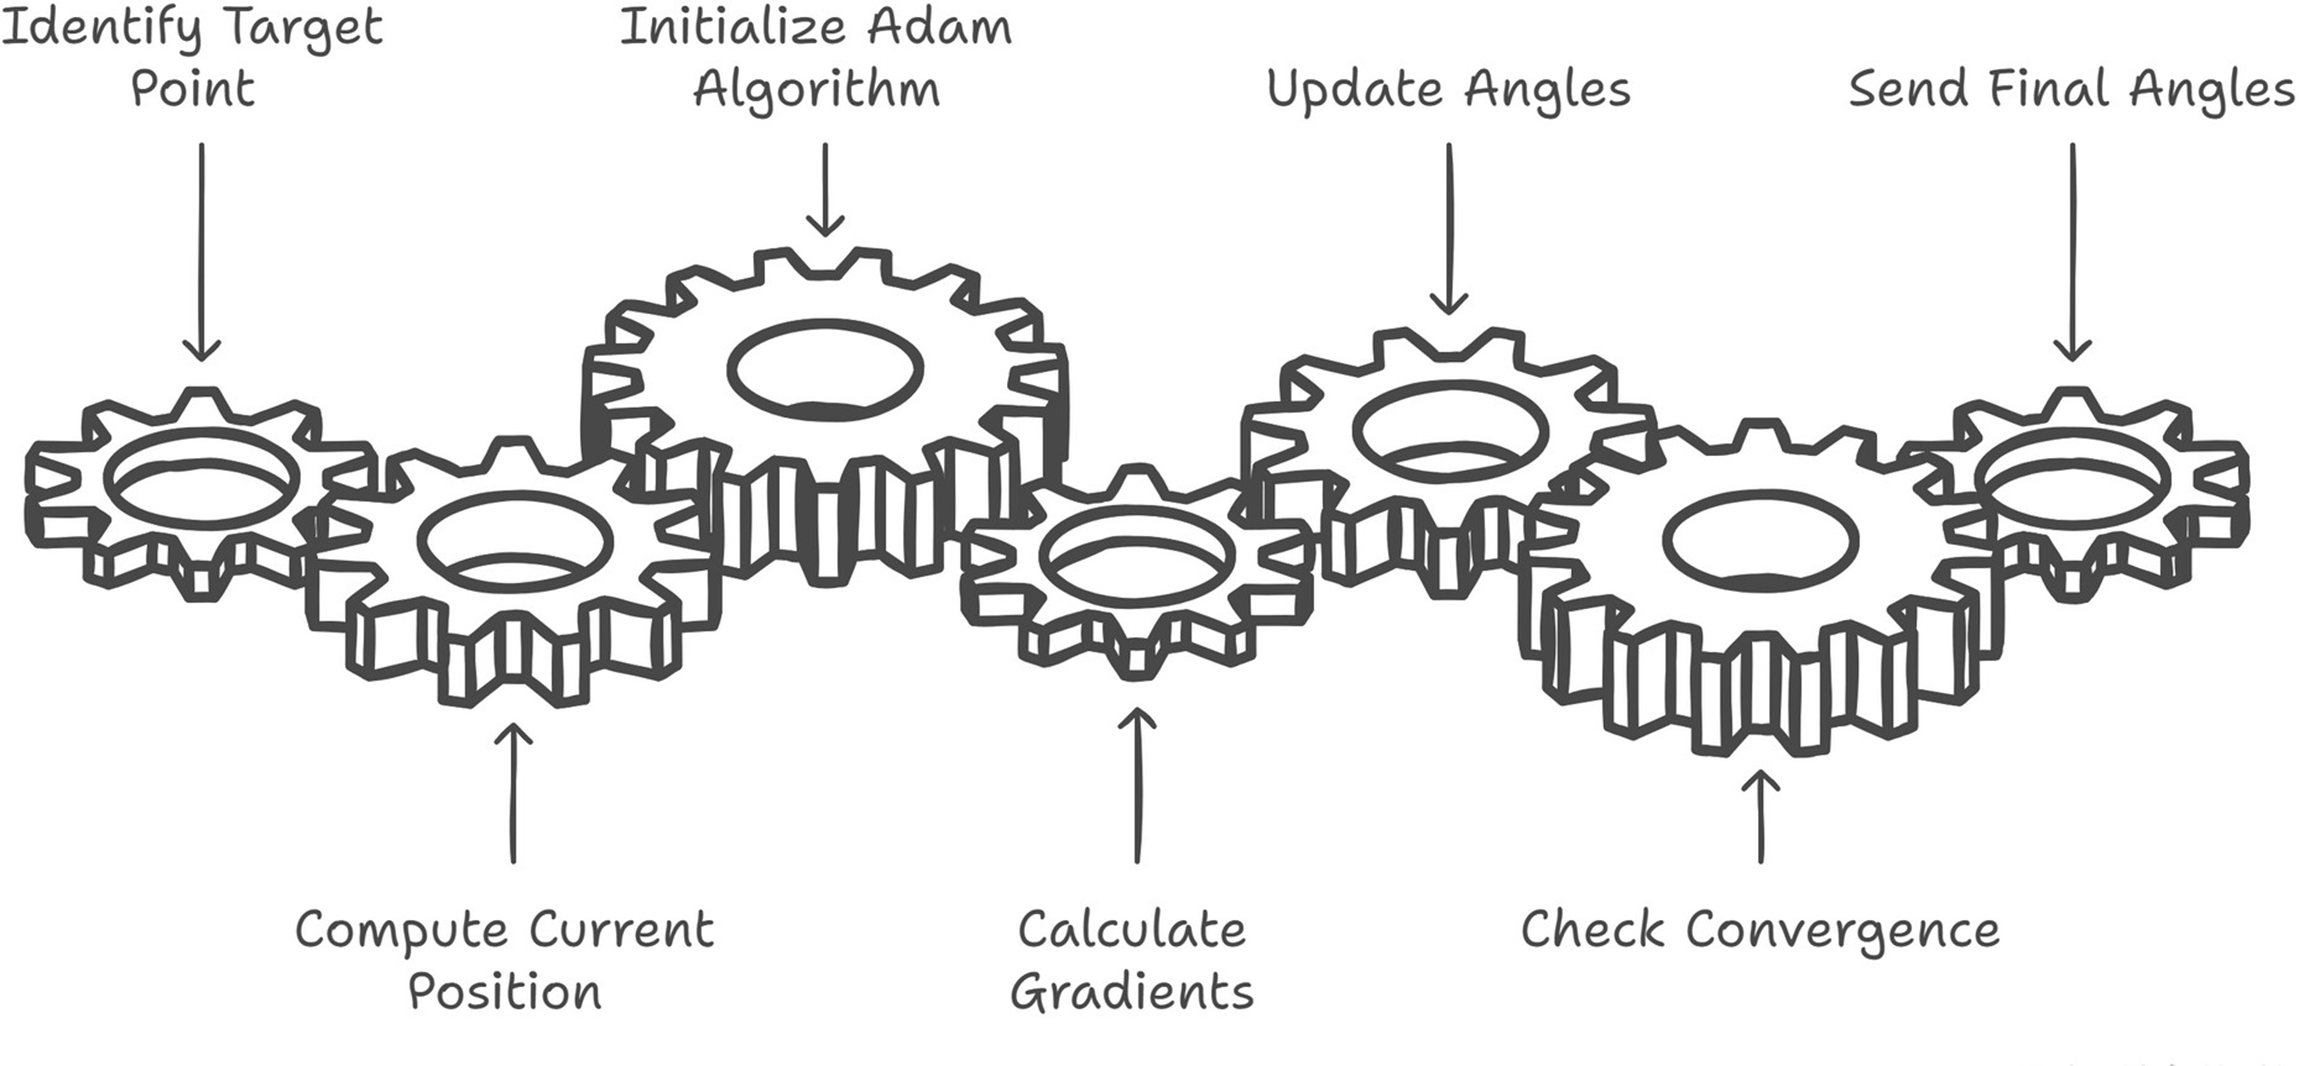 Identify Target
Point
Initialize Adam
Algorithm
Update Angles
Send Final Angles
Compute Current
Position
Calculate
Gradients
Check Convergence